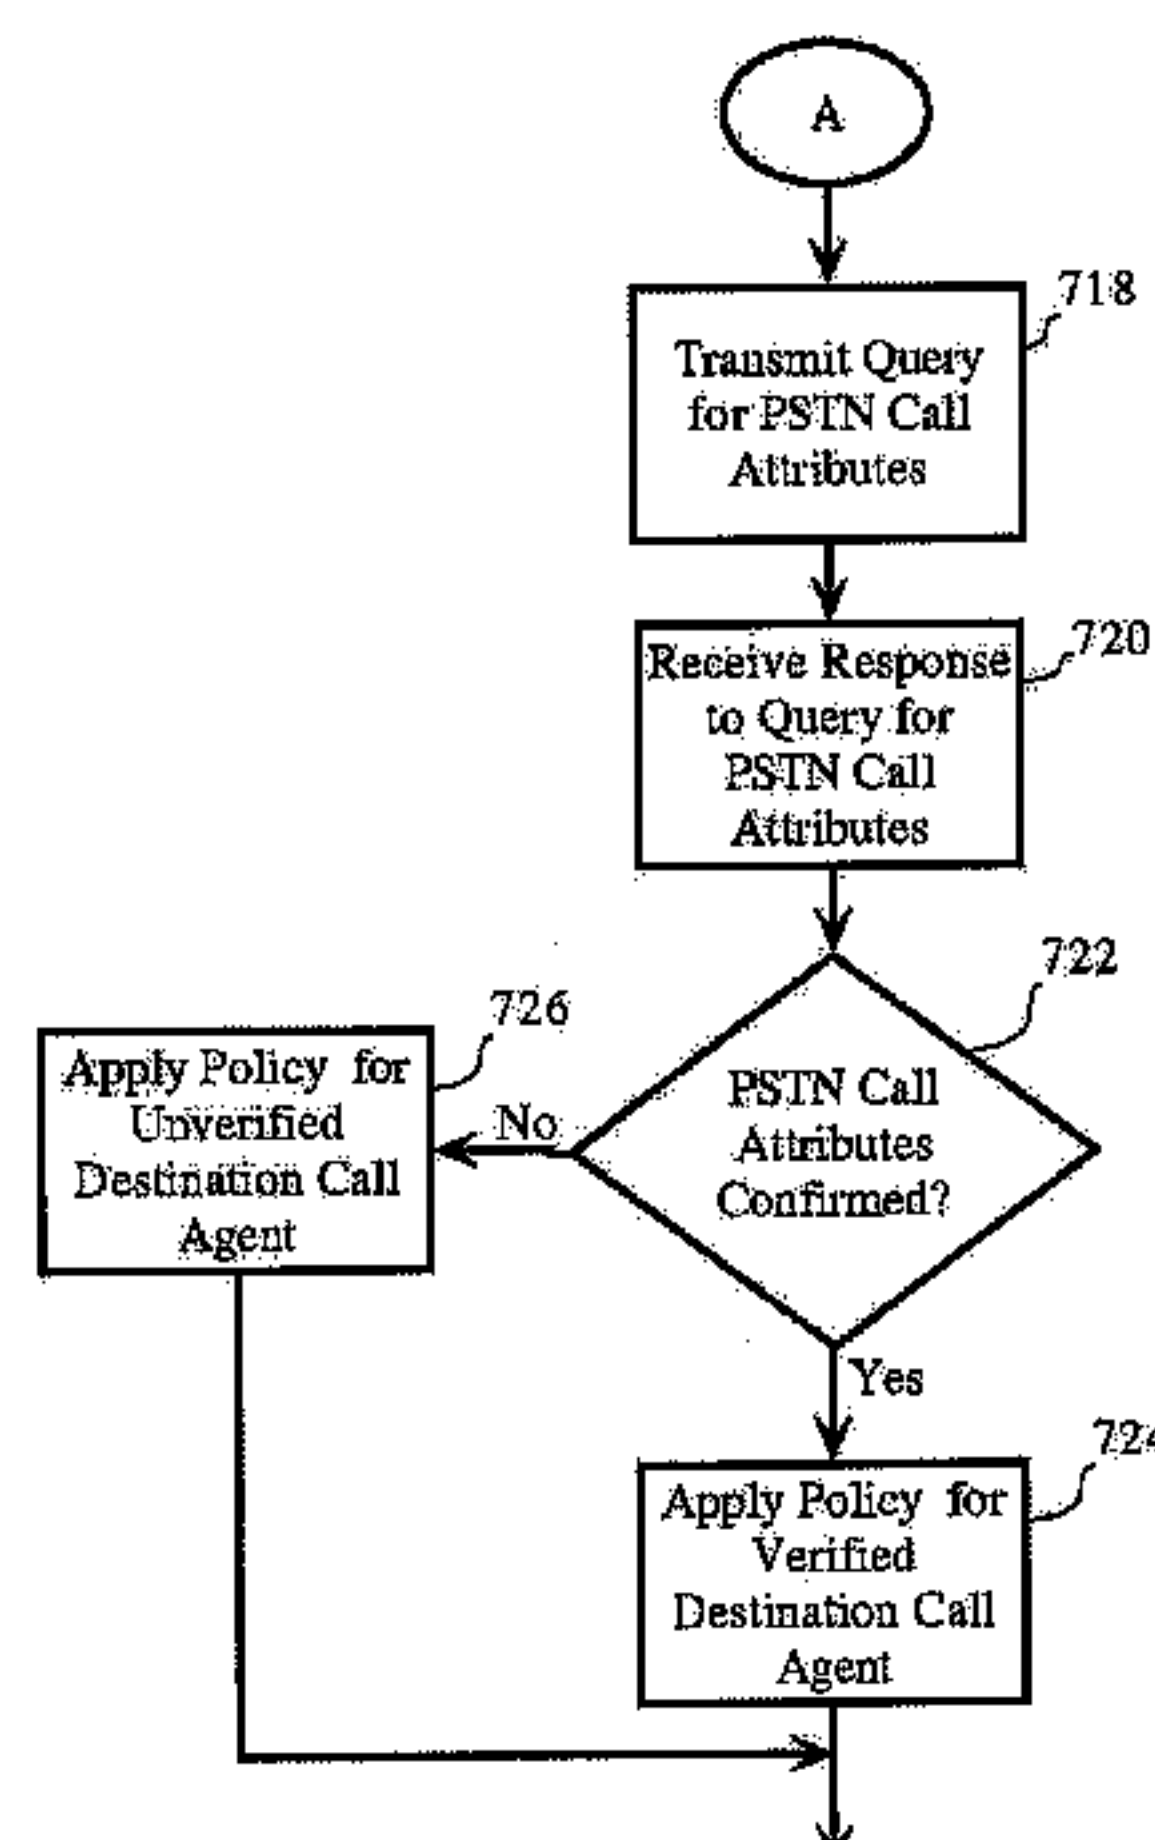 A
718
Transmit Query
for PSTN Call
Attributes
720
Receive Response
to Query for
PSTN Call
Attributes
722
PSTN Call
Attributes
Confirmed?
No
726
Apply Policy for
Unverified
Destination Call
Agent
Yes
724
Apply Policy for
Verified
Destination Call
Agent